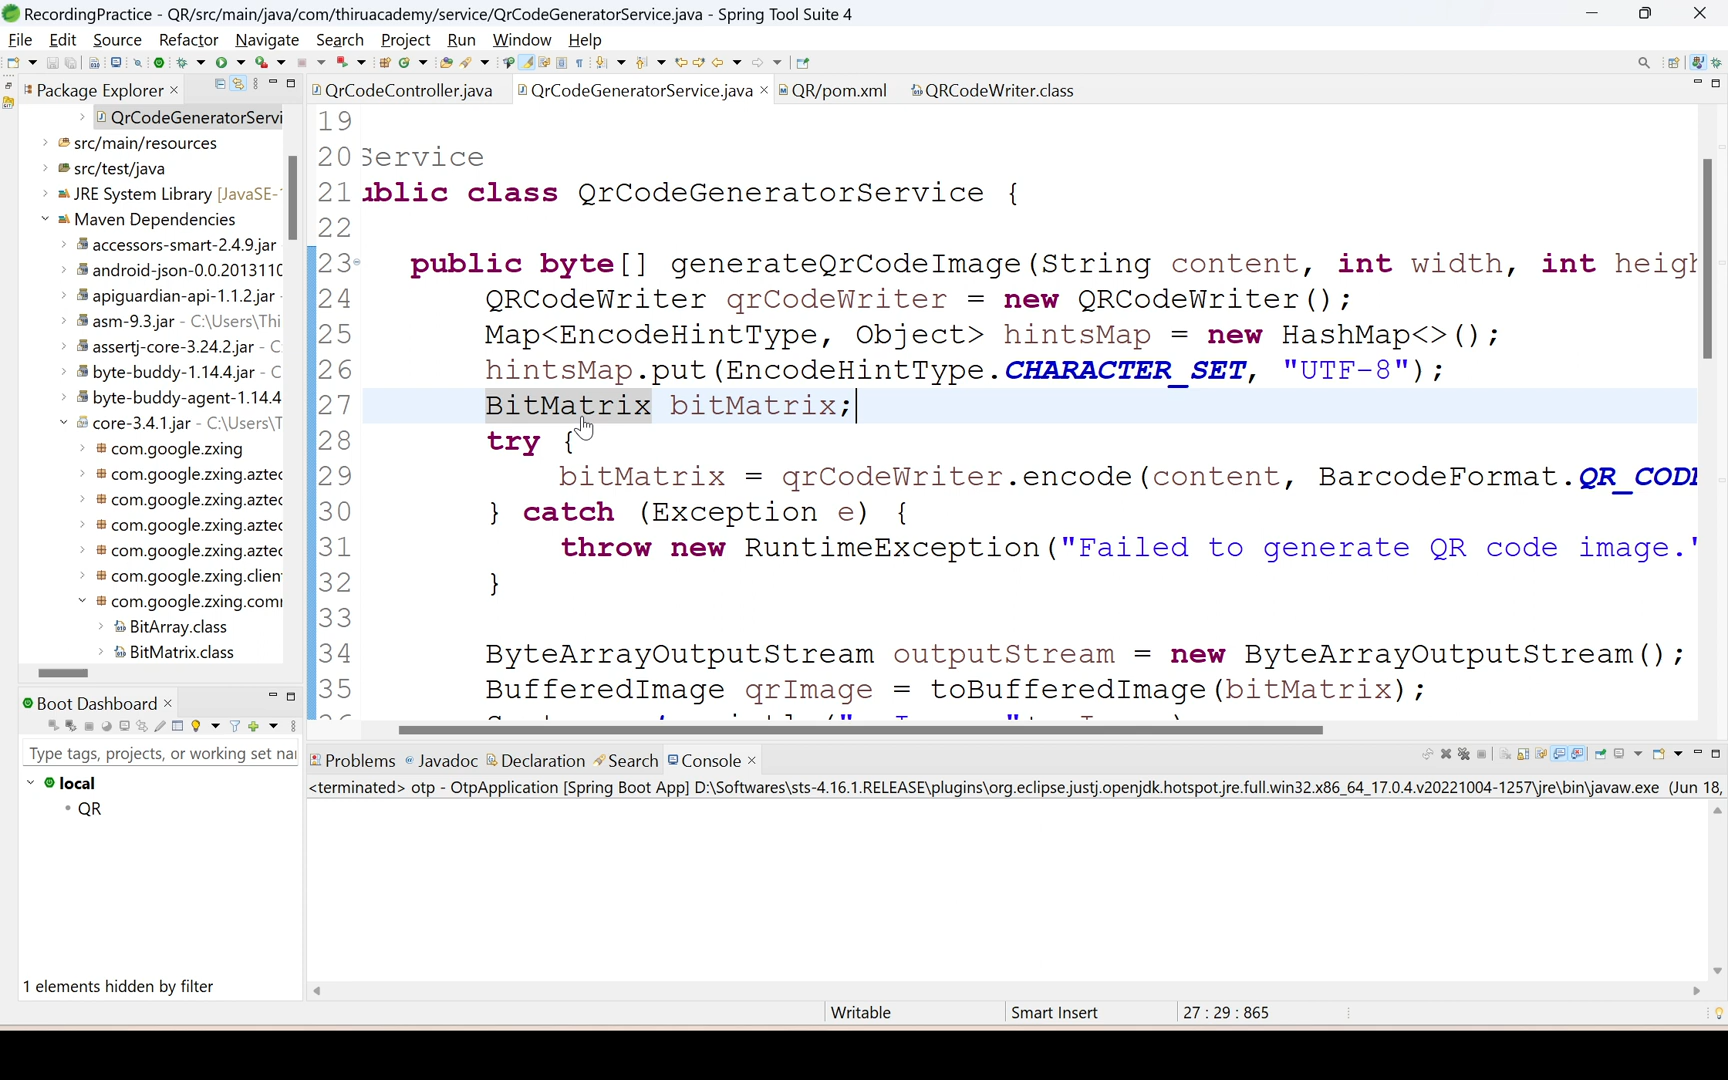 RecordingPractice - QR/src/main/java/com/thiruacademy/service/QrCodeGeneratorService.java - Spring Tool Suite 4
File Edit Source Refactor Navigate Search Project Run Window Help
Package Explorer
QrCodeController.java QrCodeGeneratorService.java QR/pom.xml QRCodeWriter.class
QrCodeGeneratorServi
src/main/resources
src/test/java
JRE System Library [JavaSE-
Maven Dependencies
accessors-smart-2.4.9.jar
android-json-0.0.2013110
apiguardian-api-1.1.2.jar -
asm-9.3.jar - C:\Users\Thi
assertj-core-3.24.2.jar - C
byte-buddy-1.14.4.jar - C
byte-buddy-agent-1.14.4
core-3.4.1.jar - C:\Users\T
com.google.zxing
com.google.zxing.aztec
com.google.zxing.aztec
com.google.zxing.aztec
com.google.zxing.aztec
com.google.zxing.clien
com.google.zxing.com
BitArray.class
BitMatrix.class
19
20 Service
21 ublic class QrCodeGeneratorService {
22
23 public byte[] generateQrCodeImage(String content, int width, int heigh
24 QRCodeWriter qrCodeWriter = new QRCodeWriter();
25 Map<EncodeHintType, Object> hintsMap = new HashMap<>();
26 hintsMap.put(EncodeHintType.CHARACTER_SET, "UTF-8");
27 BitMatrix bitMatrix;
28 try {
29 bitMatrix = qrCodeWriter.encode(content, BarcodeFormat.QR_CODE
30 } catch (Exception e) {
31 throw new RuntimeException("Failed to generate QR code image."
32 }
33
34 ByteArrayOutputStream outputStream = new ByteArrayOutputStream();
35 BufferedImage qrImage = toBufferedImage(bitMatrix);
Boot Dashboard
Type tags, projects, or working set nar
local
QR
1 elements hidden by filter
Problems Javadoc Declaration Search Console
<terminated> otp - OtpApplication [Spring Boot App] D:\Softwares\sts-4.16.1.RELEASE\plugins\org.eclipse.justj.openjdk.hotspot.jre.full.win32.x86_64_17.0.4.v20221004-1257\jre\bin\javaw.exe (Jun 18,
Writable Smart Insert 27 : 29 : 865